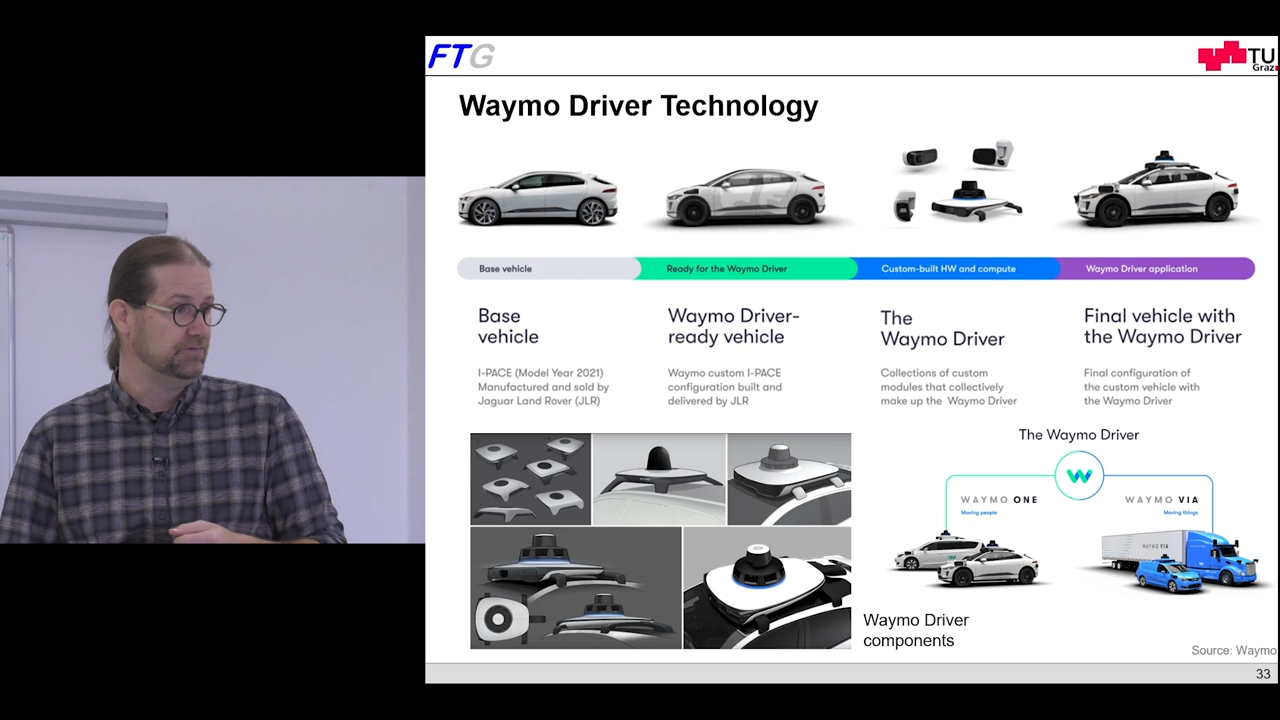 FTG
TU
Graz
Waymo Driver Technology
Base vehicle
Ready for the Waymo Driver
Custom-built HW and compute
Waymo Driver application
Base
vehicle
I-PACE (Model Year 2021)
Manufactured and sold by
Jaguar Land Rover (JLR)
Waymo Driver-
ready vehicle
Waymo custom I-PACE
configuration built and
delivered by JLR
The
Waymo Driver
Collections of custom
modules that collectively
make up the Waymo Driver
Final vehicle with
the Waymo Driver
Final configuration of
the custom vehicle with
the Waymo Driver
The Waymo Driver
W
WAYMO ONE
Moving people
WAYMO VIA
Moving things
WAYMO VIA
Waymo Driver
components
Source: Waymo
33